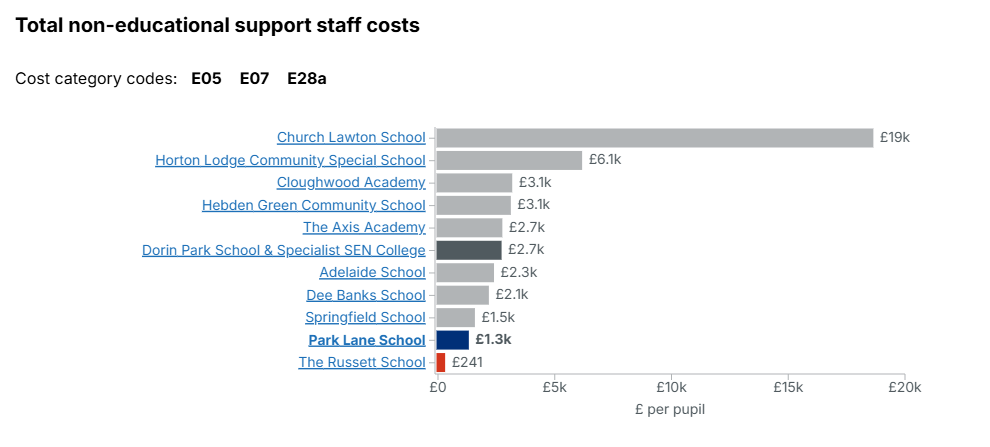 Total non-educational support staff costs
Cost category codes: E05 E07 E28a
Church Lawton School £19k
Horton Lodge Community Special School £6.1k
Cloughwood Academy £3.1k
Hebden Green Community School £3.1k
The Axis Academy £2.7k
Dorin Park School & Specialist SEN College £2.7k
Adelaide School £2.3k
Dee Banks School £2.1k
Springfield School £1.5k
Park Lane School £1.3k
The Russett School £241
£0 £5k £10k £15k £20k
£ per pupil